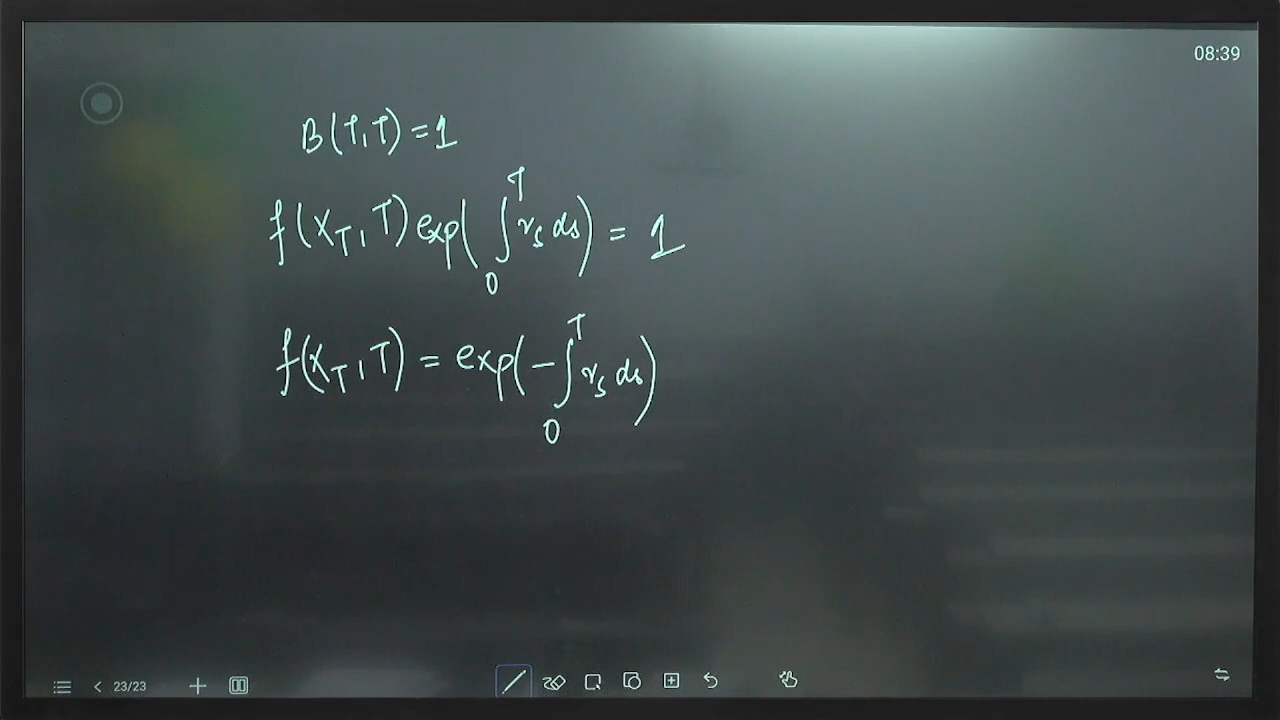 08:39
B(T,T)=1
f(X_T, T) exp(∫_0^T r_s ds) = 1
f(X_T, T) = exp(-∫_0^T r_s ds)
23/23